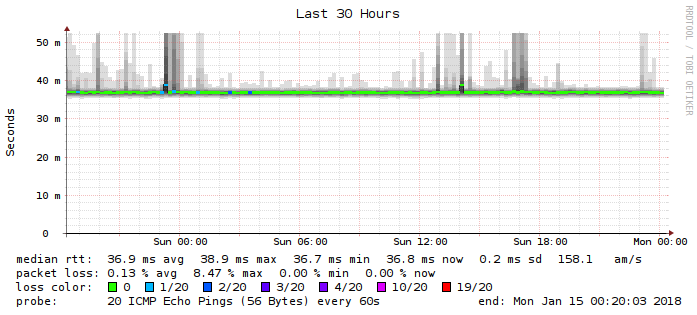 Last 30 Hours
RRDTOOL / TOBI OETIKER
Seconds
50 m
40 m
30 m
20 m
10 m
0
Sun 00:00 Sun 06:00 Sun 12:00 Sun 18:00 Mon 00:00
median rtt: 36.9 ms avg 38.9 ms max 36.7 ms min 36.8 ms now 0.2 ms sd 158.1 am/s
packet loss: 0.13 % avg 8.47 % max 0.00 % min 0.00 % now
loss color: 0 1/20 2/20 3/20 4/20 10/20 19/20
probe: 20 ICMP Echo Pings (56 Bytes) every 60s end: Mon Jan 15 00:20:03 2018